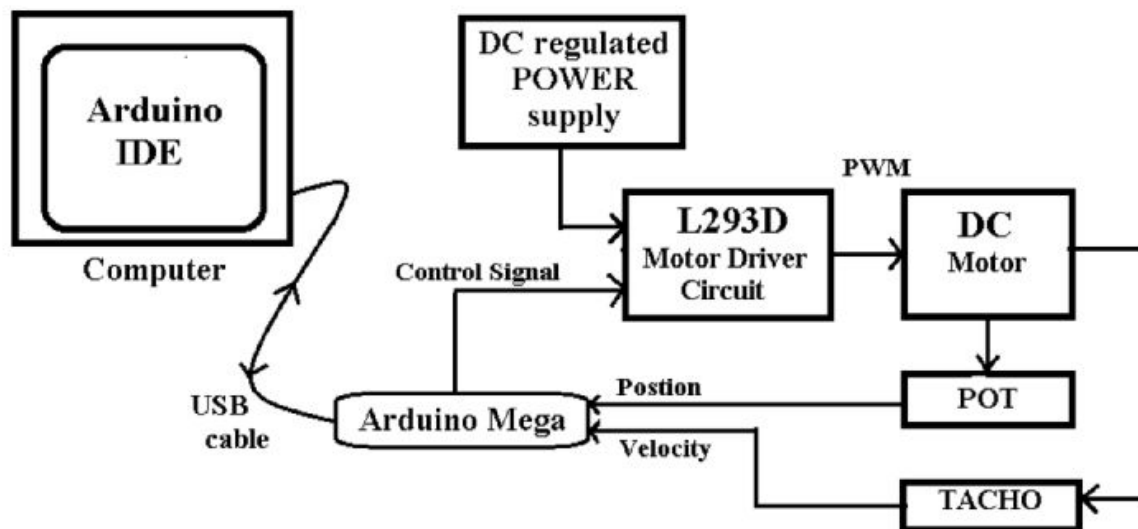 Arduino
IDE
Computer
DC regulated
POWER
supply
PWM
L293D
Motor Driver
Circuit
DC
Motor
Control Signal
USB
cable
Arduino Mega
Postion
Velocity
POT
TACHO